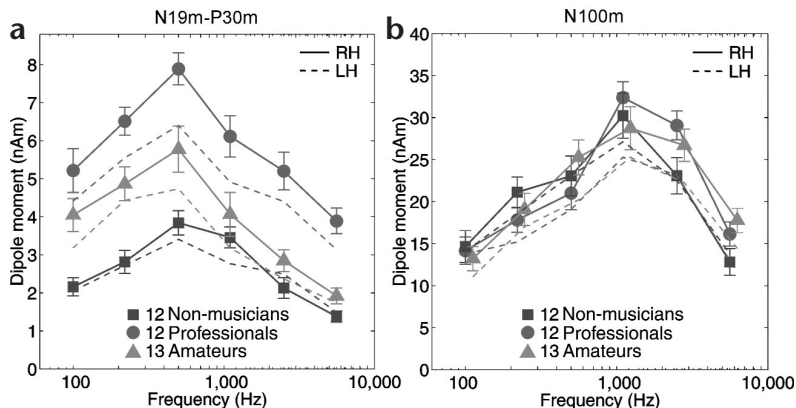 a
N19m-P30m
Dipole moment (nAm)
8
7
6
5
4
3
2
1
0
RH
LH
12 Non-musicians
12 Professionals
13 Amateurs
100
1,000
10,000
Frequency (Hz)
b
N100m
Dipole moment (nAm)
40
35
30
25
20
15
10
5
0
RH
LH
12 Non-musicians
12 Professionals
13 Amateurs
100
1,000
10,000
Frequency (Hz)